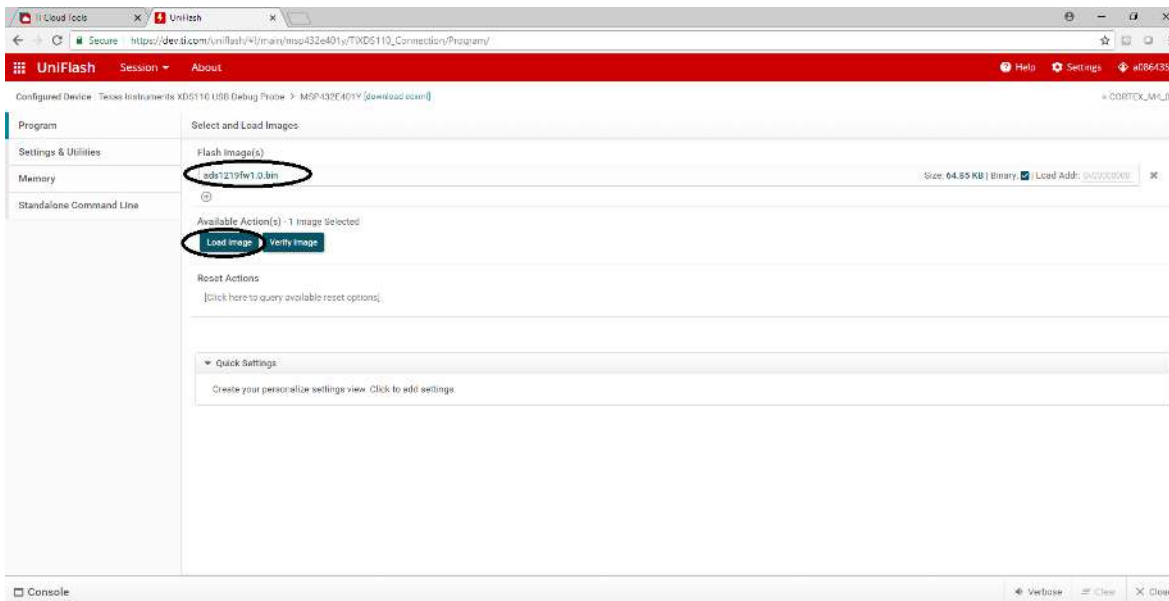 TI Cloud Tools UniFlash
Secure https://dev.ti.com/uniflash/#!/main/msp432e401y/TIXDS110_Connection/Program/
UniFlash Session About Help Settings a086435
Configured Device : Texas Instruments XDS110 USB Debug Probe > MSP432E401Y [download ccxml] CORTEX_M4_0
Program Select and Load Images
Settings & Utilities Flash Image(s)
Memory ads1219fw1.0.bin Size: 64.85 KB | Binary: | Load Addr: 0x00000000
Standalone Command Line
Available Action(s) - 1 Image Selected
Load Image Verify Image
Reset Actions
[Click here to query available reset options]
Quick Settings
Create your personalize settings view. Click to add settings
Console Verbose Clear Close